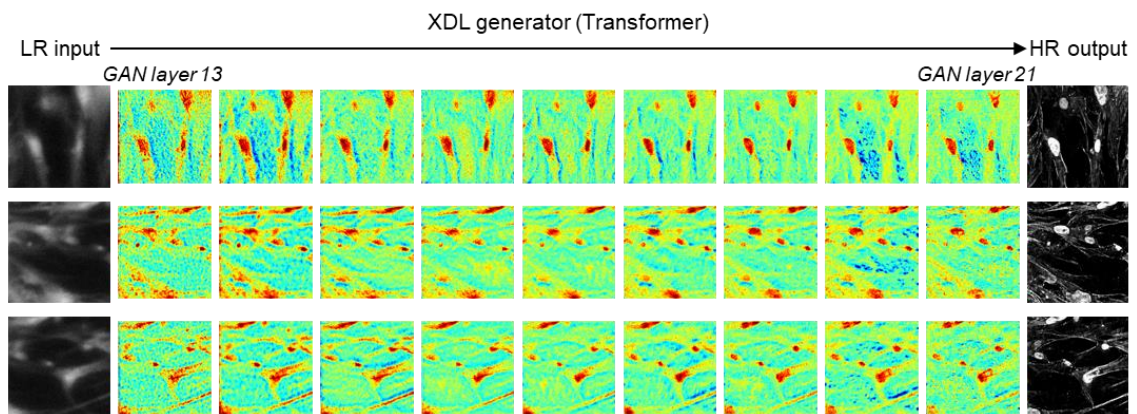 XDL generator (Transformer)
LR input
HR output
GAN layer 13
GAN layer 21